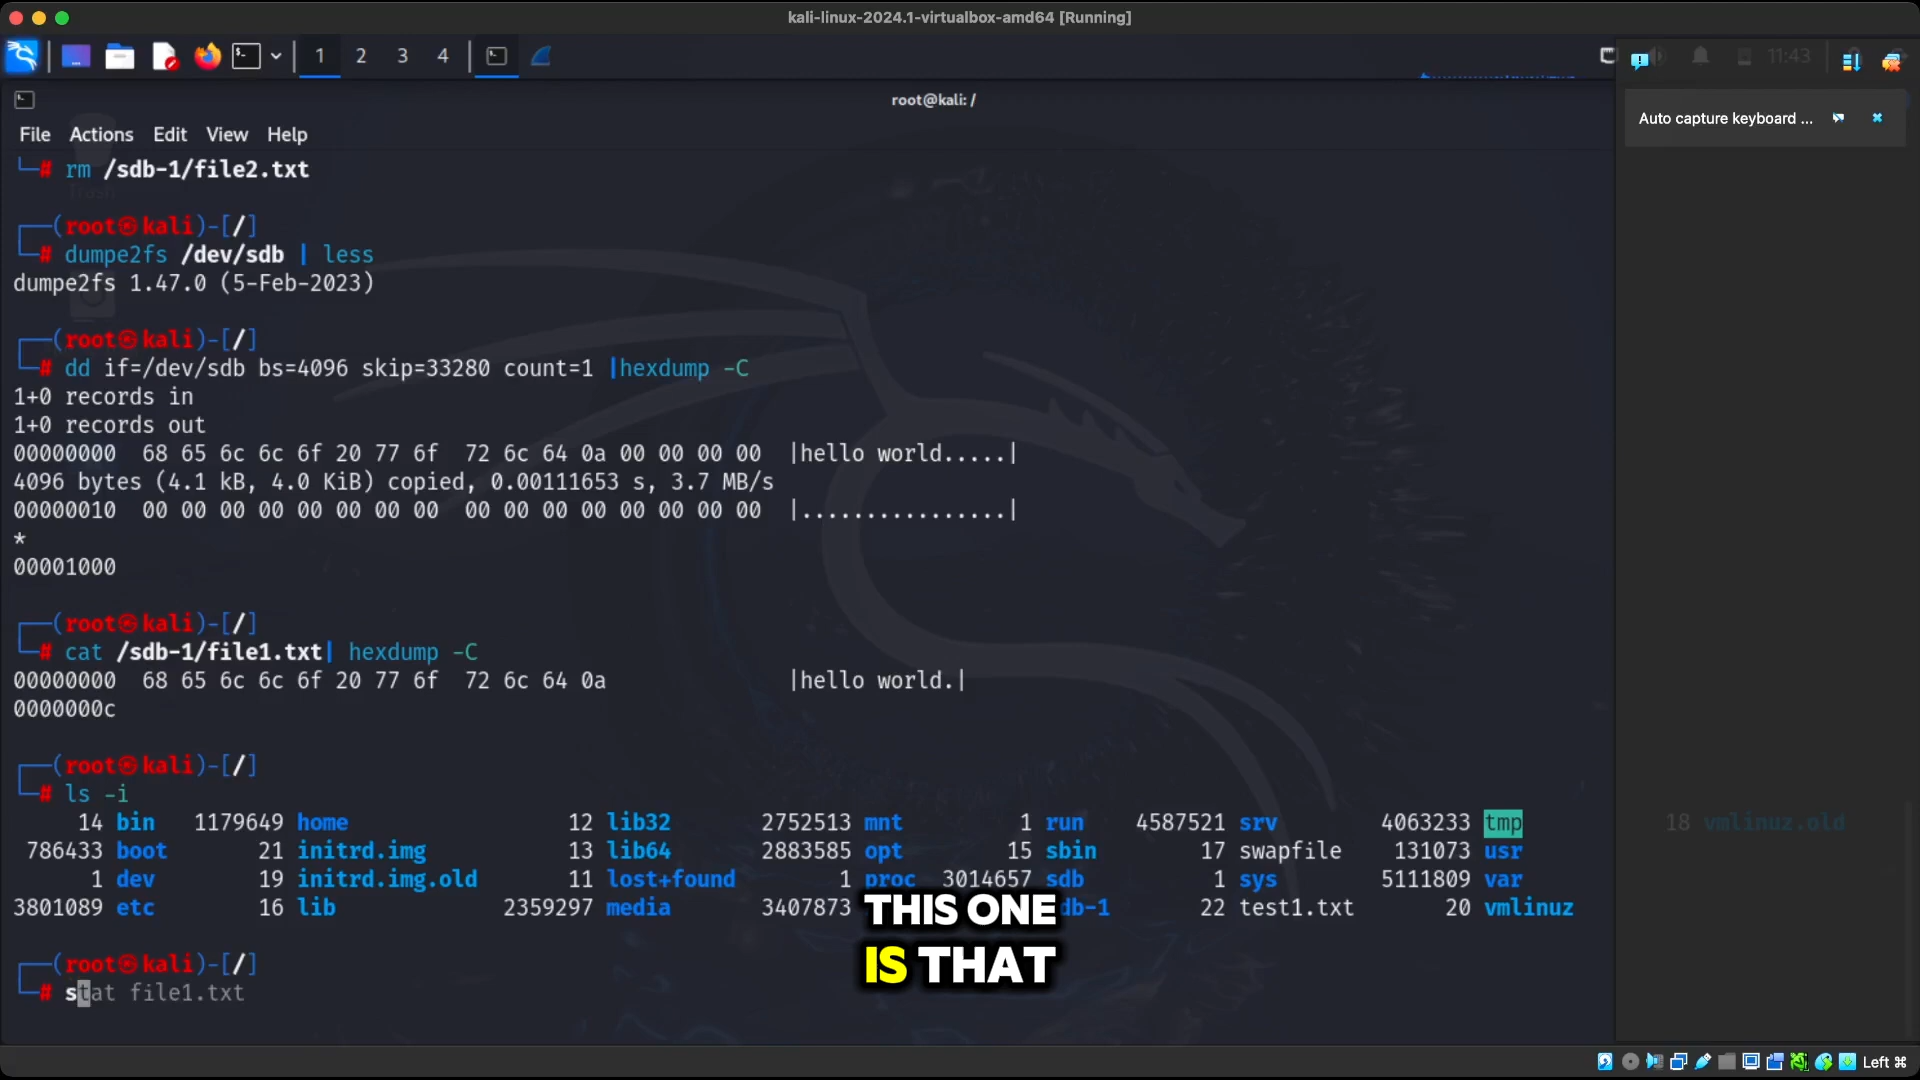 kali-linux-2024.1-virtualbox-amd64 [Running]
1 2 3 4
11:43
root@kali: /
Auto capture keyboard ...
File Actions Edit View Help
└─# rm /sdb-1/file2.txt
┌──(root㉿kali)-[/]
└─# dumpe2fs /dev/sdb | less
dumpe2fs 1.47.0 (5-Feb-2023)
┌──(root㉿kali)-[/]
└─# dd if=/dev/sdb bs=4096 skip=33280 count=1 |hexdump -C
1+0 records in
1+0 records out
00000000  68 65 6c 6c 6f 20 77 6f  72 6c 64 0a 00 00 00 00  |hello world.....|
4096 bytes (4.1 kB, 4.0 KiB) copied, 0.00111653 s, 3.7 MB/s
00000010  00 00 00 00 00 00 00 00  00 00 00 00 00 00 00 00  |................|
*
00001000
┌──(root㉿kali)-[/]
└─# cat /sdb-1/file1.txt| hexdump -C
00000000  68 65 6c 6c 6f 20 77 6f  72 6c 64 0a  |hello world.|
0000000c
┌──(root㉿kali)-[/]
└─# ls -i
14 bin 1179649 home 12 lib32 2752513 mnt 1 run 4587521 srv 4063233 tmp 18 vmlinuz.old
786433 boot 21 initrd.img 13 lib64 2883585 opt 15 sbin 17 swapfile 131073 usr
1 dev 19 initrd.img.old 11 lost+found 1 proc 3014657 sdb 1 sys 5111809 var
3801089 etc 16 lib 2359297 media 3407873 db-1 22 test1.txt 20 vmlinuz
THIS ONE
IS THAT
┌──(root㉿kali)-[/]
└─# stat file1.txt
Left ⌘